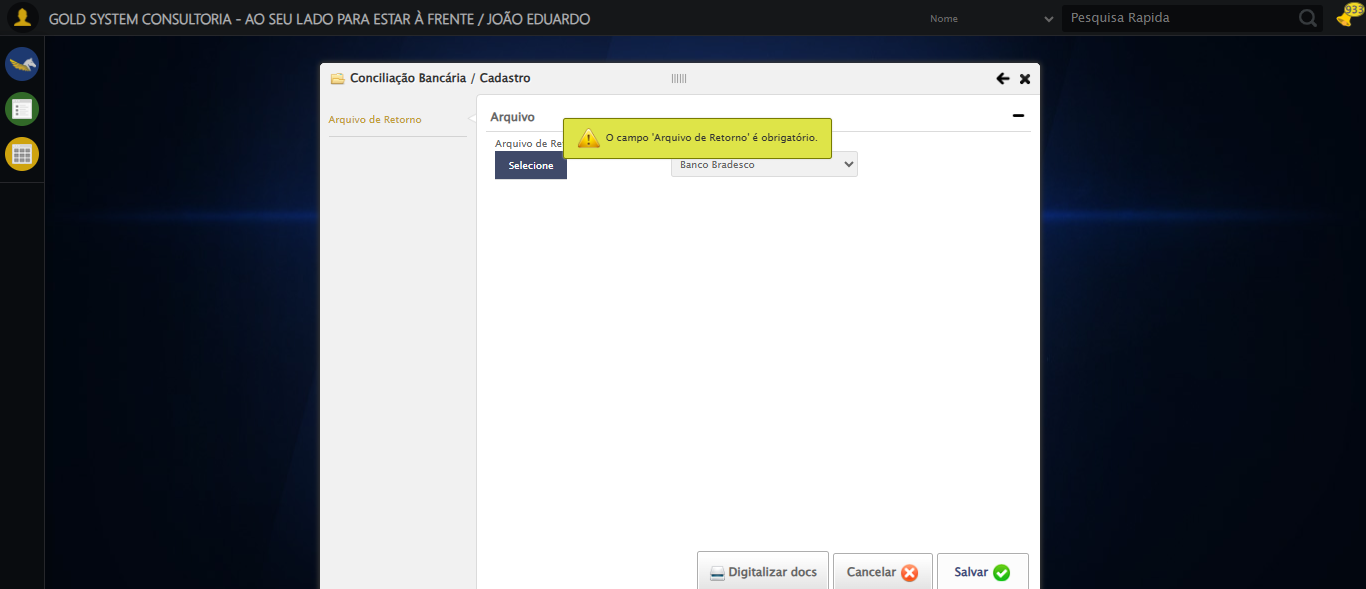 GOLD SYSTEM CONSULTORIA - AO SEU LADO PARA ESTAR À FRENTE / JOÃO EDUARDO
Nome
Pesquisa Rapida
933
Conciliação Bancária / Cadastro
Arquivo de Retorno
Arquivo
O campo 'Arquivo de Retorno' é obrigatório.
Arquivo de Re
Selecione
Banco Bradesco
Digitalizar docs
Cancelar
Salvar